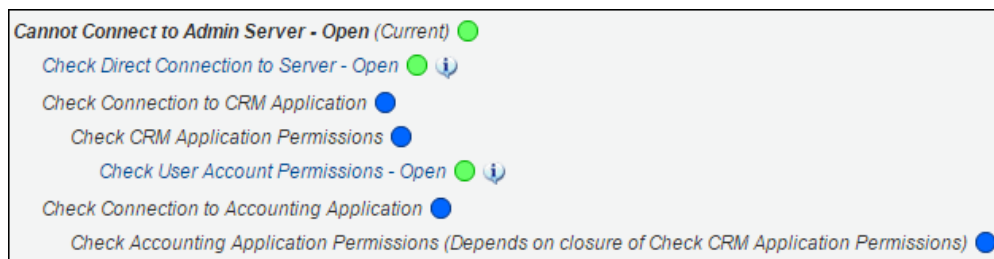 Cannot Connect to Admin Server - Open (Current)
Check Direct Connection to Server - Open
Check Connection to CRM Application
Check CRM Application Permissions
Check User Account Permissions - Open
Check Connection to Accounting Application
Check Accounting Application Permissions (Depends on closure of Check CRM Application Permissions)